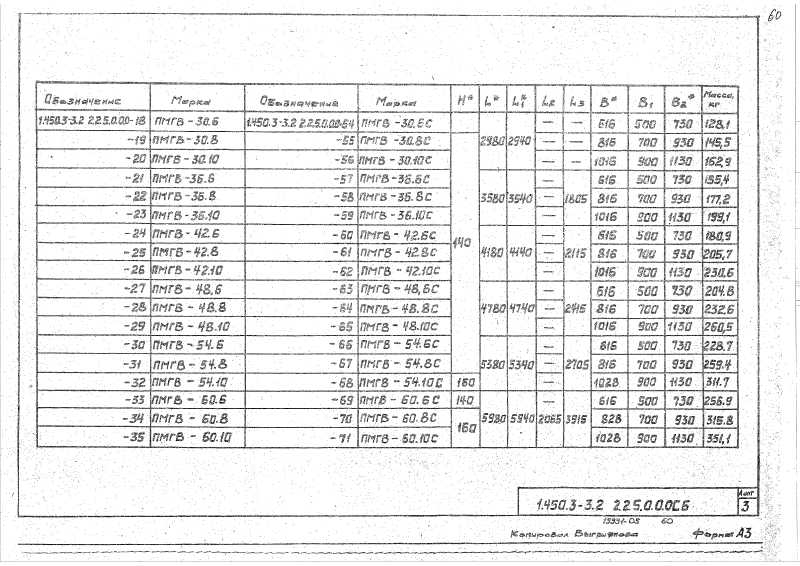 60
Обозначение Марка Обозначение Марка H* L* L1* L2 L3 B* B1 B2* Масса, кг
1.450.3-3.2 2.2.5.0.0.0-18 ПМГВ-30.6 1.450.3-3.2 2.2.5.0.0.0-54 ПМГВ-30.6С 140 2980 2940 — — 616 500 730 128,1
-19 ПМГВ-30.8 -55 ПМГВ-30.8С — — 816 700 930 145,5
-20 ПМГВ-30.10 -56 ПМГВ-30.10С — — 1016 900 1130 162,9
-21 ПМГВ-36.6 -57 ПМГВ-36.6С 3580 3540 — 1805 616 500 730 155,4
-22 ПМГВ-36.8 -58 ПМГВ-36.8С — 816 700 930 177,2
-23 ПМГВ-36.10 -59 ПМГВ-36.10С — 1016 900 1130 199,1
-24 ПМГВ-42.6 -60 ПМГВ-42.6С 4180 4140 — 2115 616 500 730 180,9
-25 ПМГВ-42.8 -61 ПМГВ-42.8С — 816 700 930 205,7
-26 ПМГВ-42.10 -62 ПМГВ-42.10С — 1016 900 1130 230,6
-27 ПМГВ-48.6 -63 ПМГВ-48.6С 4780 4740 — 2415 616 500 730 204.8
-28 ПМГВ-48.8 -64 ПМГВ-48.8С — 816 700 930 232,6
-29 ПМГВ-48.10 -65 ПМГВ-48.10С — 1016 900 1130 260,5
-30 ПМГВ-54.6 -66 ПМГВ-54.6С 5380 5340 — 2705 616 500 730 228.7
-31 ПМГВ-54.8 -67 ПМГВ-54.8С — 816 700 930 259.4
-32 ПМГВ-54.10 -68 ПМГВ-54.10С 160 — 1028 900 1130 311.7
-33 ПМГВ-60.6 -69 ПМГВ-60.6С 140 5980 5940 2065 3915 616 500 730 256.9
-34 ПМГВ-60.8 -70 ПМГВ-60.8С 160 828 700 930 315.8
-35 ПМГВ-60.10 -71 ПМГВ-60.10С 1028 900 1130 351,1
1.450.3-3.2 2.2.5.0.0.0СБ Лист 3
13931-03 60
Копировал Формат А3